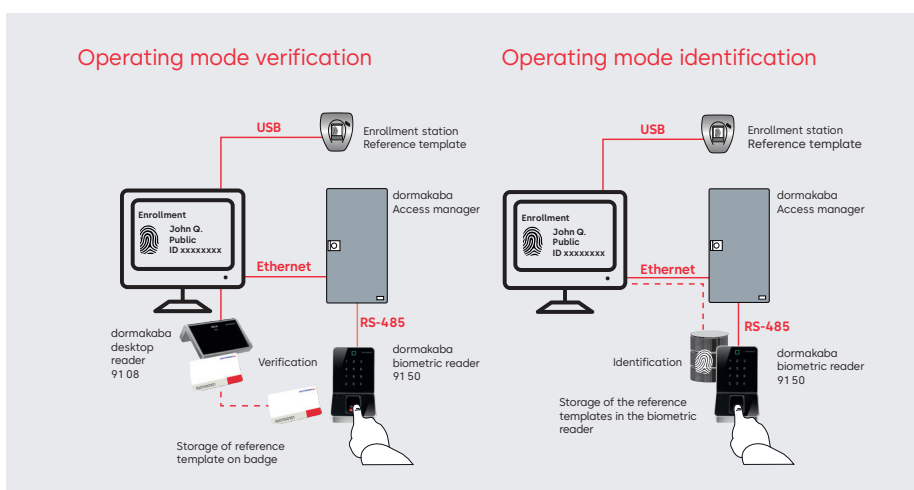 Operating mode verification
USB
Enrollment station
Reference template
dormakaba
Access manager
Enrollment
John Q.
Public
ID xxxxxxxx
Ethernet
RS-485
dormakaba
desktop
reader
91 08
Verification
dormakaba
biometric reader
91 50
Storage of reference
template on badge
Operating mode identification
USB
Enrollment station
Reference template
dormakaba
Access manager
Enrollment
John Q.
Public
ID xxxxxxxx
Ethernet
RS-485
Identification
dormakaba
biometric reader
91 50
Storage of the reference
templates in the biometric
reader